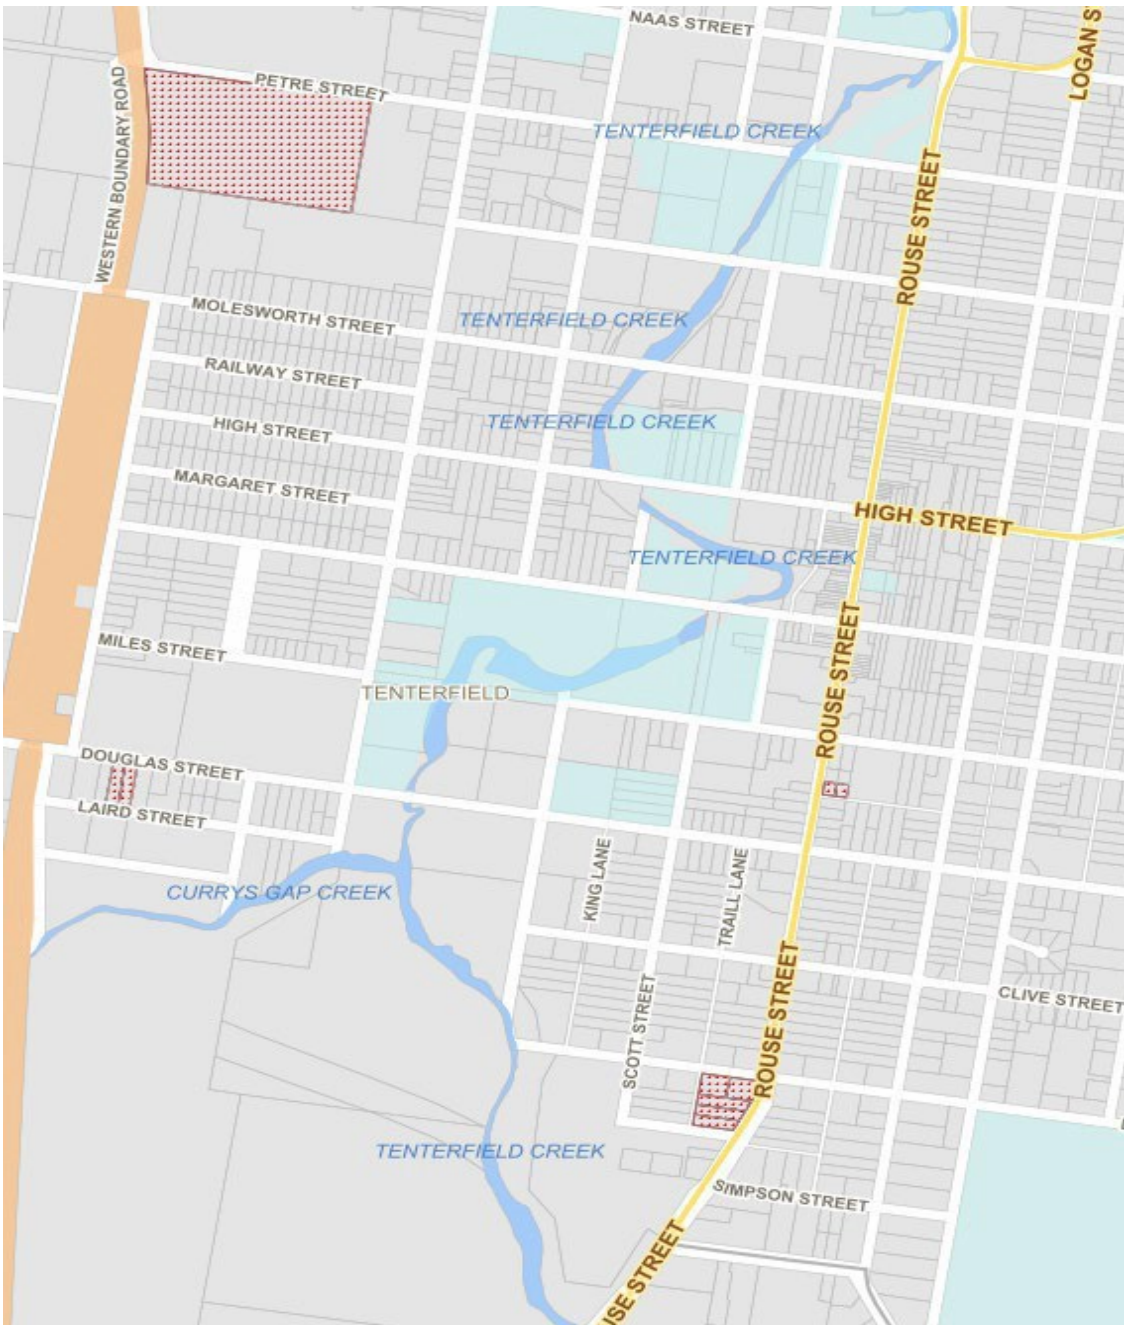 NAAS STREET
LOGAN S
PETRE STREET
WESTERN BOUNDARY ROAD
TENTERFIELD CREEK
ROUSE STREET
MOLESWORTH STREET
TENTERFIELD CREEK
RAILWAY STREET
HIGH STREET
TENTERFIELD CREEK
MARGARET STREET
HIGH STREET
TENTERFIELD CREEK
MILES STREET
ROUSE STREET
TENTERFIELD
DOUGLAS STREET
LAIRD STREET
CURRYS GAP CREEK
KING LANE
TRAILL LANE
CLIVE STREET
SCOTT STREET
ROUSE STREET
TENTERFIELD CREEK
SIMPSON STREET
ISE STREET